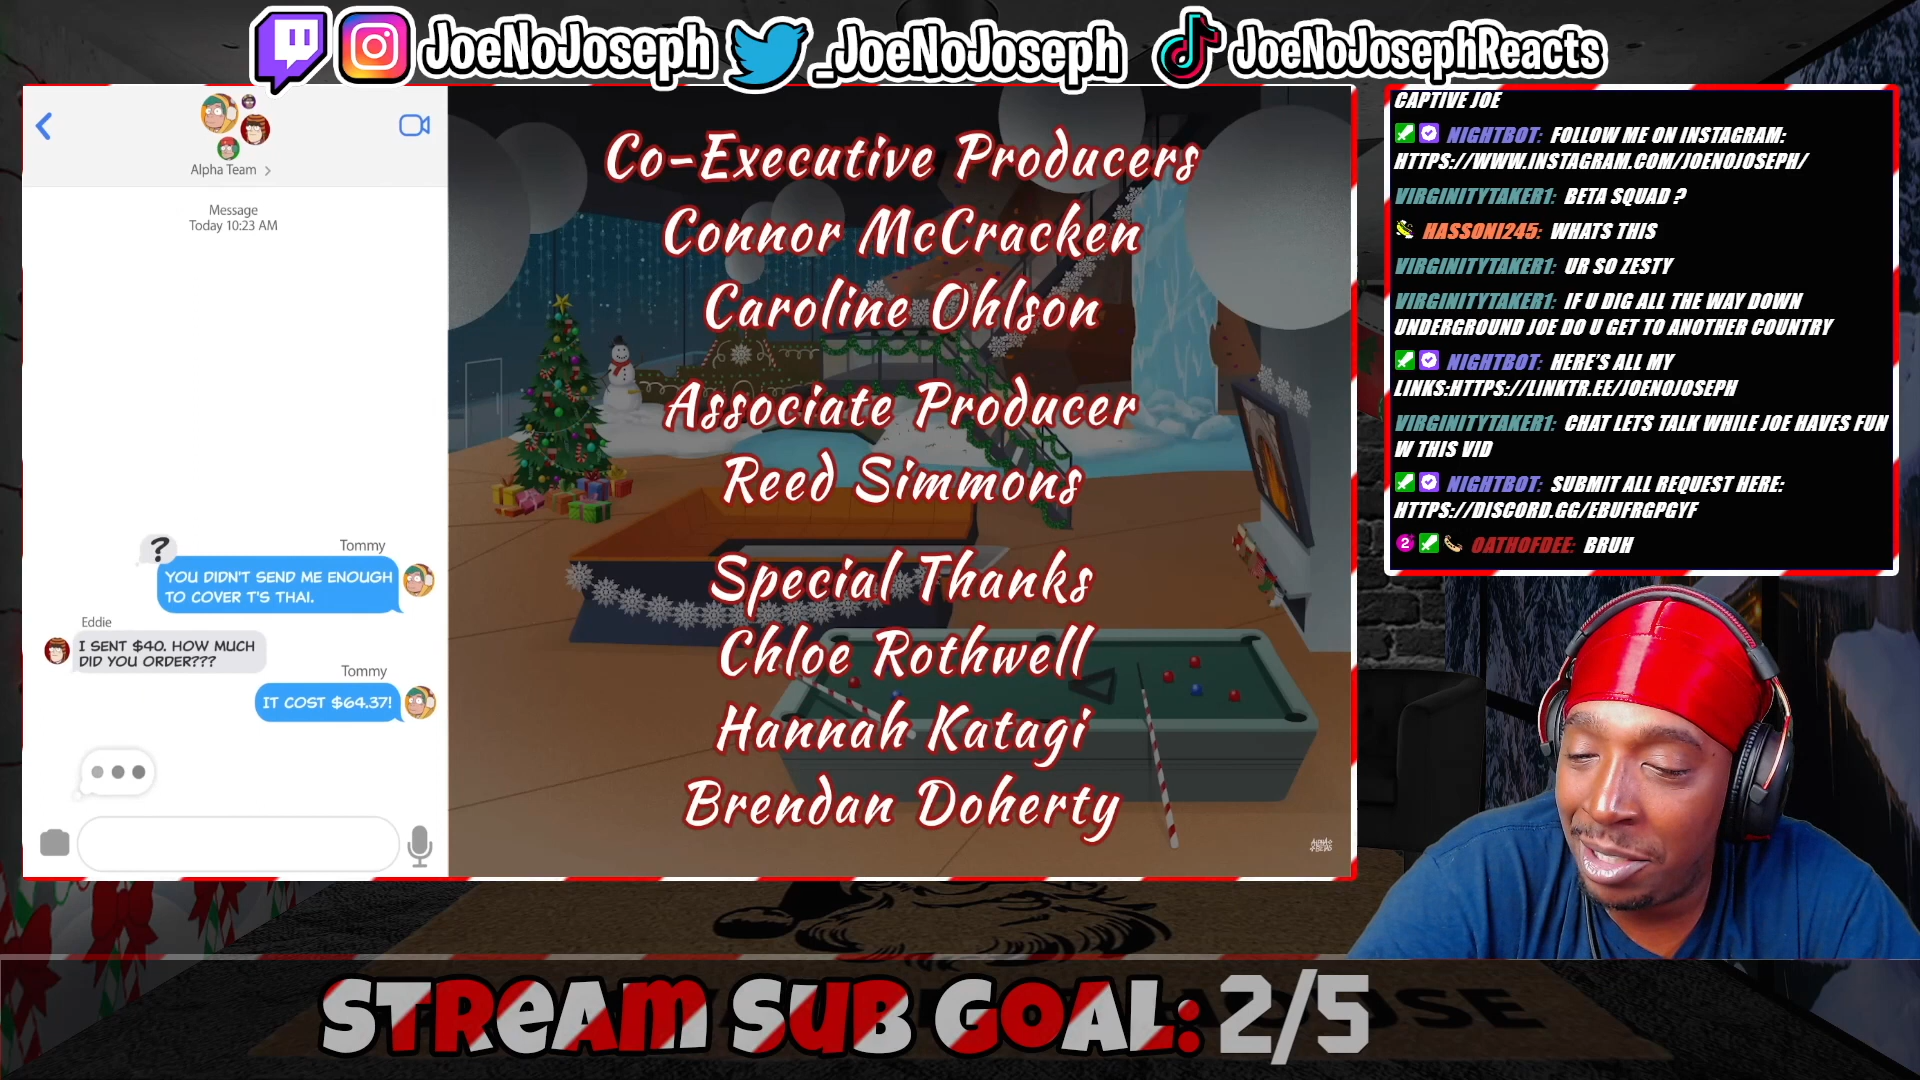 JoeNoJoseph
_JoeNoJoseph
JoeNoJosephReacts
Alpha Team >
Message
Today 10:23 AM
?
Tommy
YOU DIDN'T SEND ME ENOUGH
TO COVER T'S THAI.
Eddie
I SENT $40. HOW MUCH
DID YOU ORDER???
Tommy
IT COST $64.37!
Co-Executive Producers
Connor McCracken
Caroline Ohlson
Associate Producer
Reed Simmons
Special Thanks
Chloe Rothwell
Hannah Katagi
Brendan Doherty
CAPTIVE JOE
NIGHTBOT: FOLLOW ME ON INSTAGRAM:
HTTPS://WWW.INSTAGRAM.COM/JOENOJOSEPH/
VIRGINITYTAKER1: BETA SQUAD ?
HASSONI245: WHATS THIS
VIRGINITYTAKER1: UR SO ZESTY
VIRGINITYTAKER1: IF U DIG ALL THE WAY DOWN
UNDERGROUND JOE DO U GET TO ANOTHER COUNTRY
NIGHTBOT: HERE'S ALL MY
LINKS:HTTPS://LINKTR.EE/JOENOJOSEPH
VIRGINITYTAKER1: CHAT LETS TALK WHILE JOE HAVES FUN
W THIS VID
NIGHTBOT: SUBMIT ALL REQUEST HERE:
HTTPS://DISCORD.GG/EBUFRGPGYF
2 OATHOFDEE: BRUH
STREAM SUB GOAL: 2/5